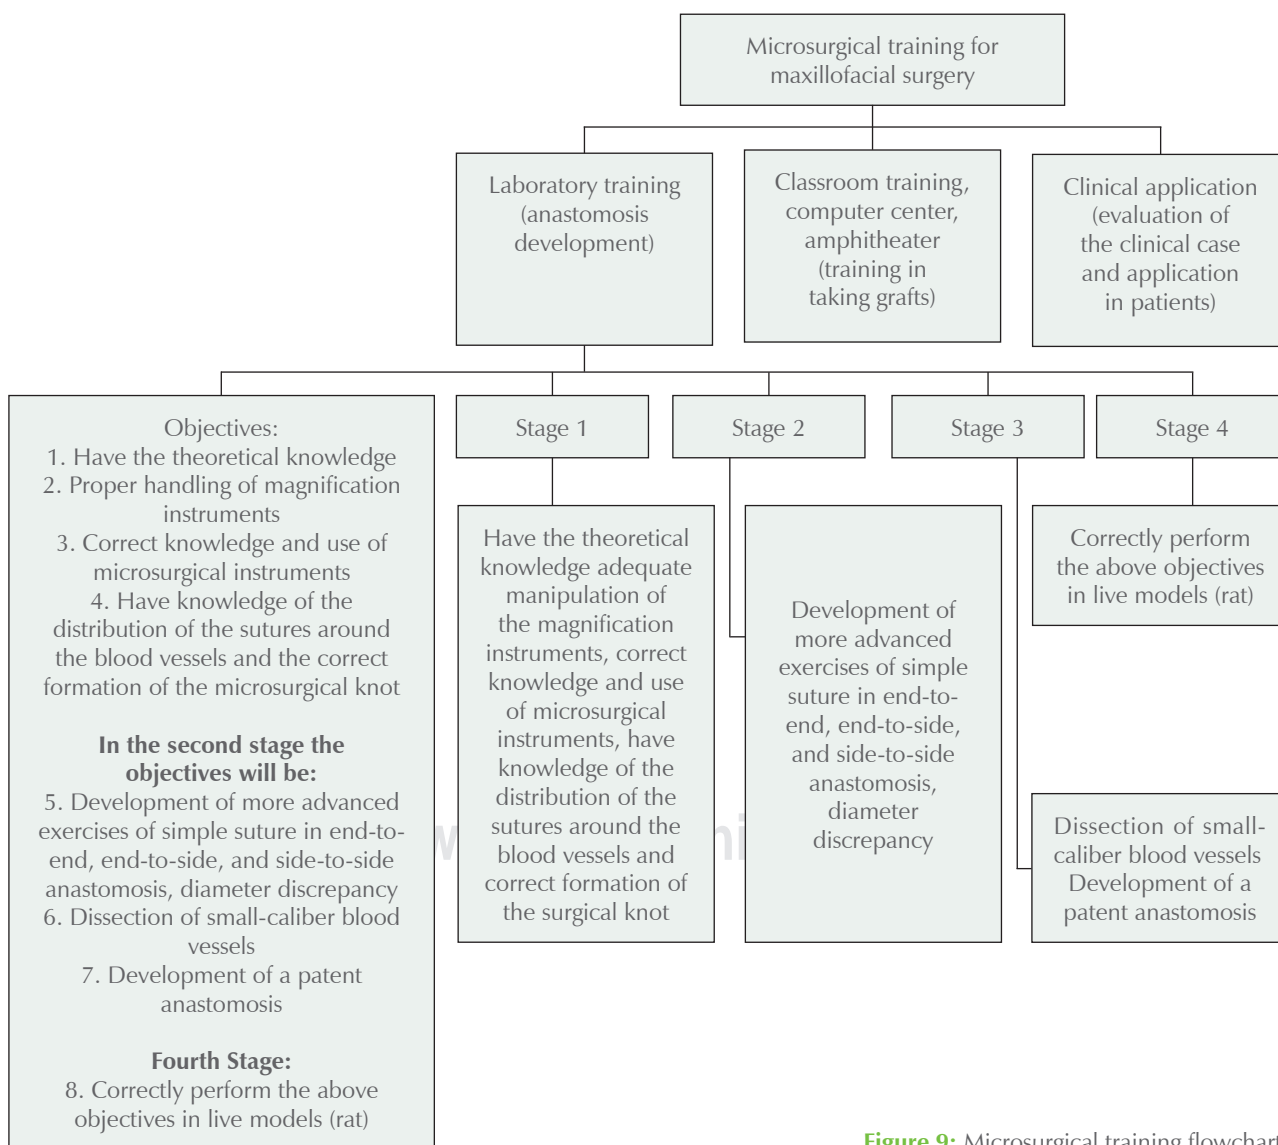 Microsurgical training for
maxillofacial surgery
Laboratory training
(anastomosis
development)
Classroom training,
computer center,
amphitheater
(training in
taking grafts)
Clinical application
(evaluation of
the clinical case
and application
in patients)
Objectives:
1. Have the theoretical knowledge
2. Proper handling of magnification
instruments
3. Correct knowledge and use of
microsurgical instruments
4. Have knowledge of the
distribution of the sutures around
the blood vessels and the correct
formation of the microsurgical knot
In the second stage the
objectives will be:
5. Development of more advanced
exercises of simple suture in end-to-
end, end-to-side, and side-to-side
anastomosis, diameter discrepancy
6. Dissection of small-caliber blood
vessels
7. Development of a patent
anastomosis
Fourth Stage:
8. Correctly perform the above
objectives in live models (rat)
Stage 1
Have the theoretical
knowledge adequate
manipulation of
the magnification
instruments, correct
knowledge and use
of microsurgical
instruments, have
knowledge of the
distribution of the
sutures around the
blood vessels and
correct formation of
the surgical knot
Stage 2
Development of
more advanced
exercises of simple
suture in end-to-
end, end-to-side,
and side-to-side
anastomosis,
diameter
discrepancy
Stage 3
Dissection of small-
caliber blood vessels
Development of a
patent anastomosis
Stage 4
Correctly perform
the above objectives
in live models (rat)
Figure 9: Microsurgical training flowchart